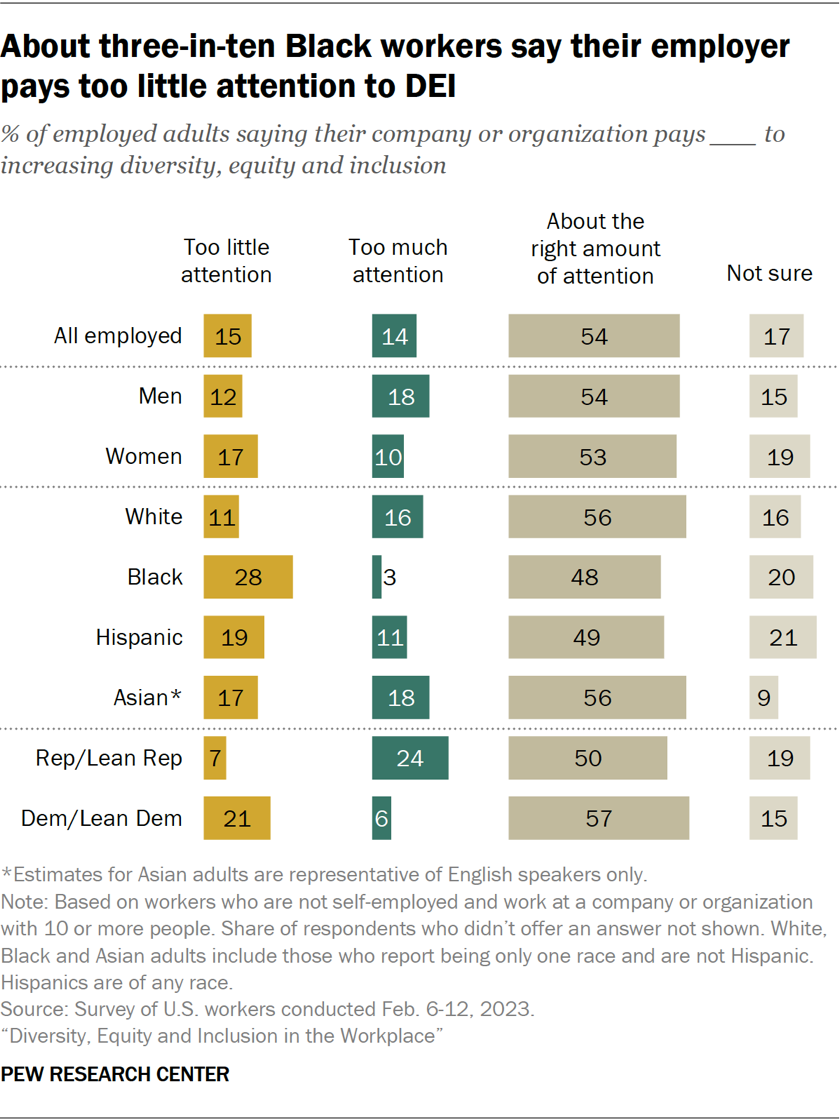 About three-in-ten Black workers say their employer
pays too little attention to DEI
% of employed adults saying their company or organization pays ____ to
increasing diversity, equity and inclusion
Too little
attention
Too much
attention
About the
right amount
of attention
Not sure
All employed 15 14 54 17
Men 12 18 54 15
Women 17 10 53 19
White 11 16 56 16
Black 28 3 48 20
Hispanic 19 11 49 21
Asian* 17 18 56 9
Rep/Lean Rep 7 24 50 19
Dem/Lean Dem 21 6 57 15
*Estimates for Asian adults are representative of English speakers only.
Note: Based on workers who are not self-employed and work at a company or organization
with 10 or more people. Share of respondents who didn’t offer an answer not shown. White,
Black and Asian adults include those who report being only one race and are not Hispanic.
Hispanics are of any race.
Source: Survey of U.S. workers conducted Feb. 6-12, 2023.
“Diversity, Equity and Inclusion in the Workplace”
PEW RESEARCH CENTER